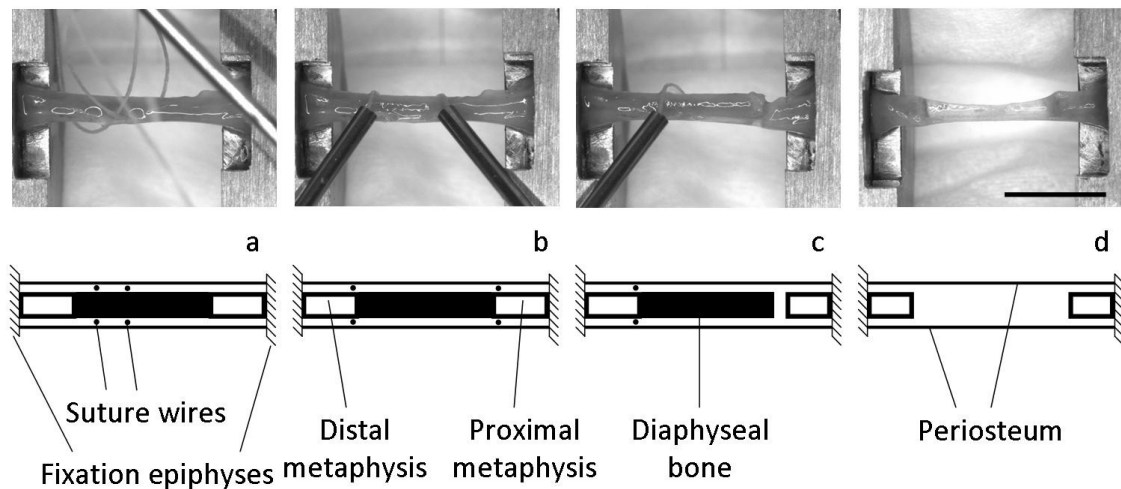 a
b
c
d
Suture wires
Fixation epiphyses
Distal
metaphysis
Proximal
metaphysis
Diaphyseal
bone
Periosteum